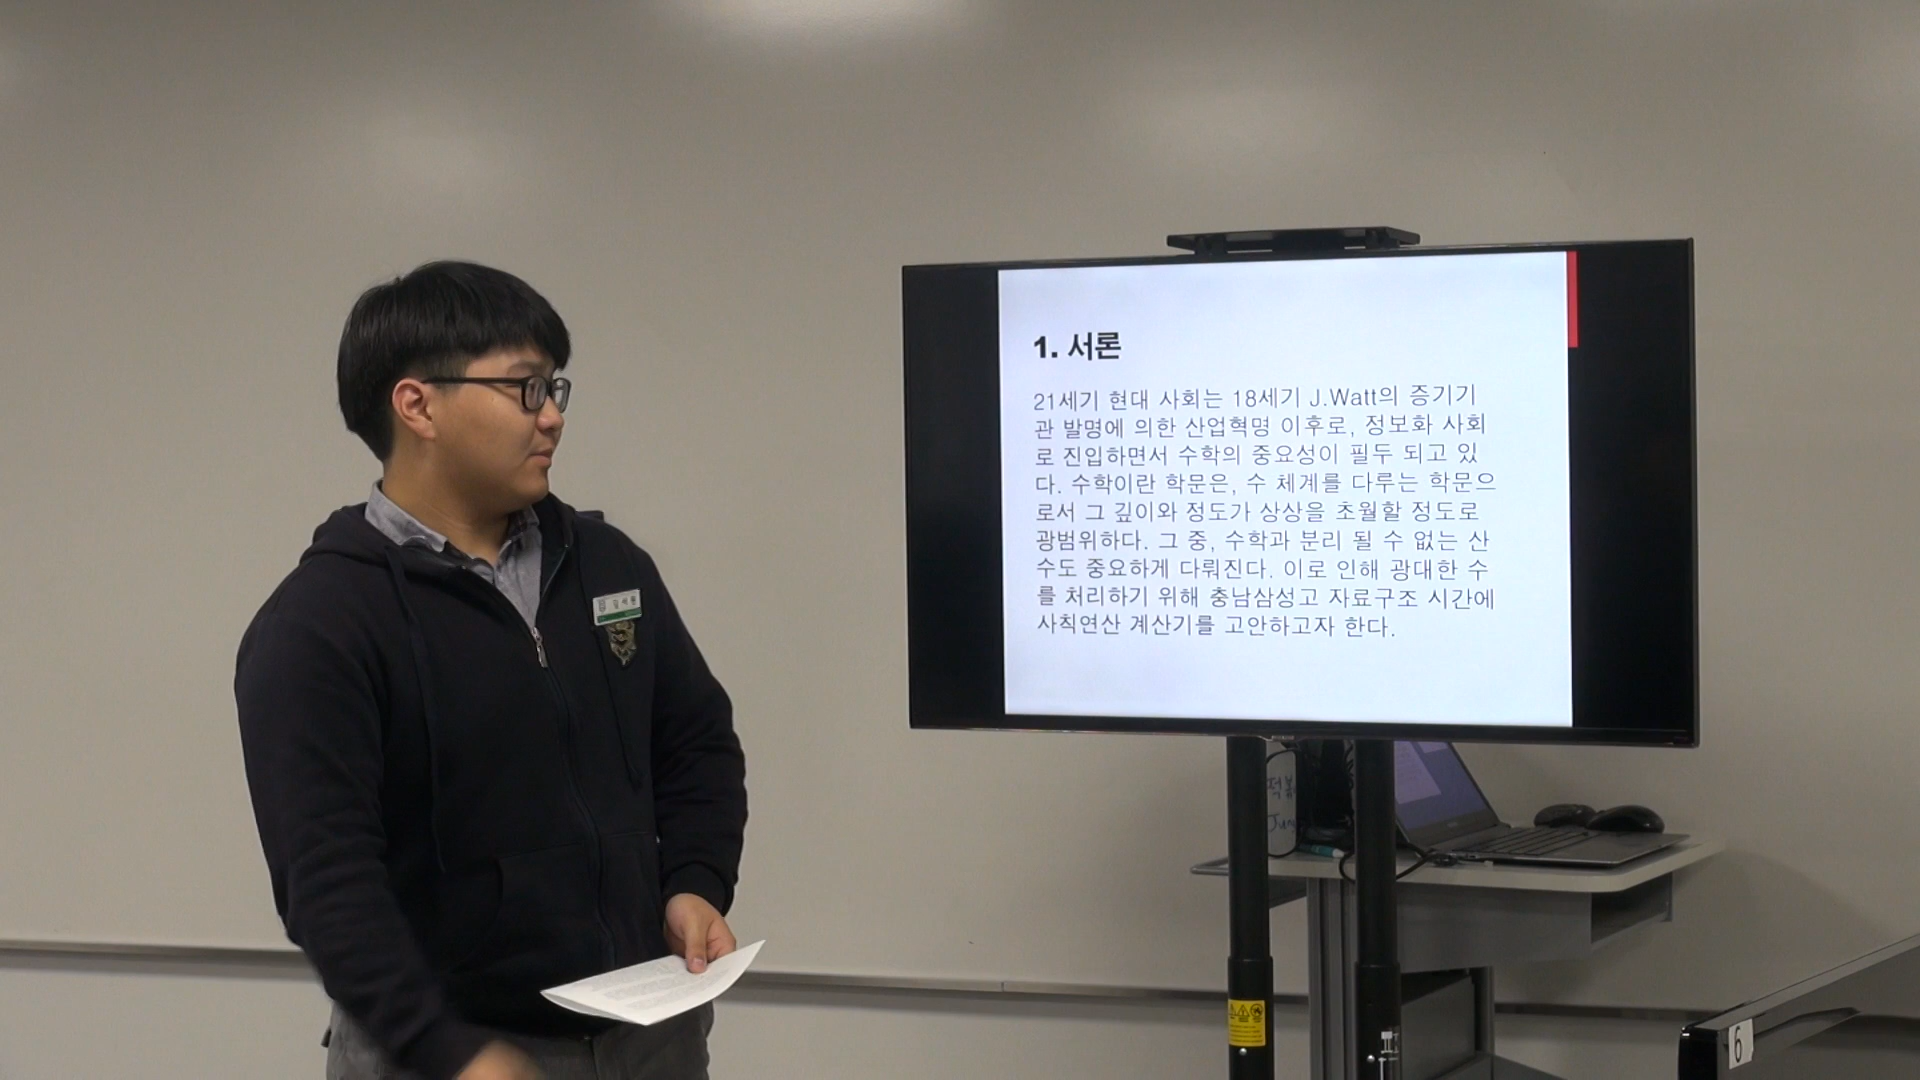 1. 서론
21세기 현대 사회는 18세기 J.Watt의 증기기
관 발명에 의한 산업혁명 이후로, 정보화 사회
로 진입하면서 수학의 중요성이 필두 되고 있
다. 수학이란 학문은, 수 체계를 다루는 학문으
로서 그 깊이와 정도가 상상을 초월할 정도로
광범위하다. 그 중, 수학과 분리 될 수 없는 산
수도 중요하게 다뤄진다. 이로 인해 광대한 수
를 처리하기 위해 충남삼성고 자료구조 시간에
사칙연산 계산기를 고안하고자 한다.
6